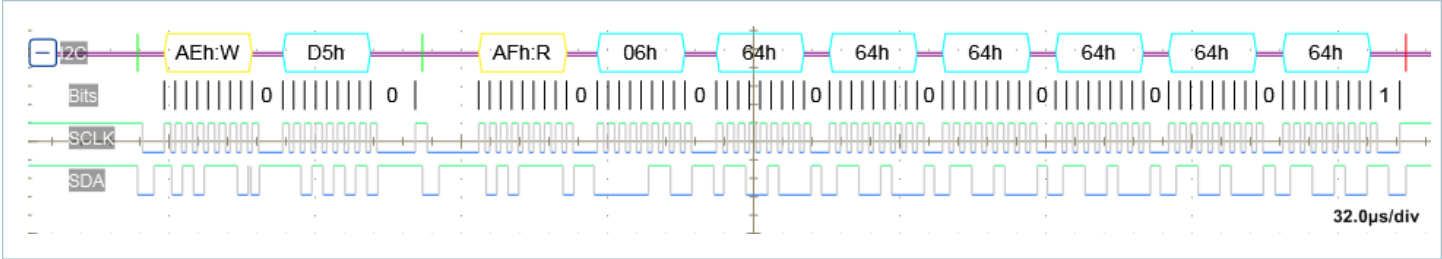 I2C AEh:W D5h AFh:R 06h 64h 64h 64h 64h 64h 64h
Bits 0 0 0 0 0 0 0 0 0 1
SCLK
SDA
32.0µs/div